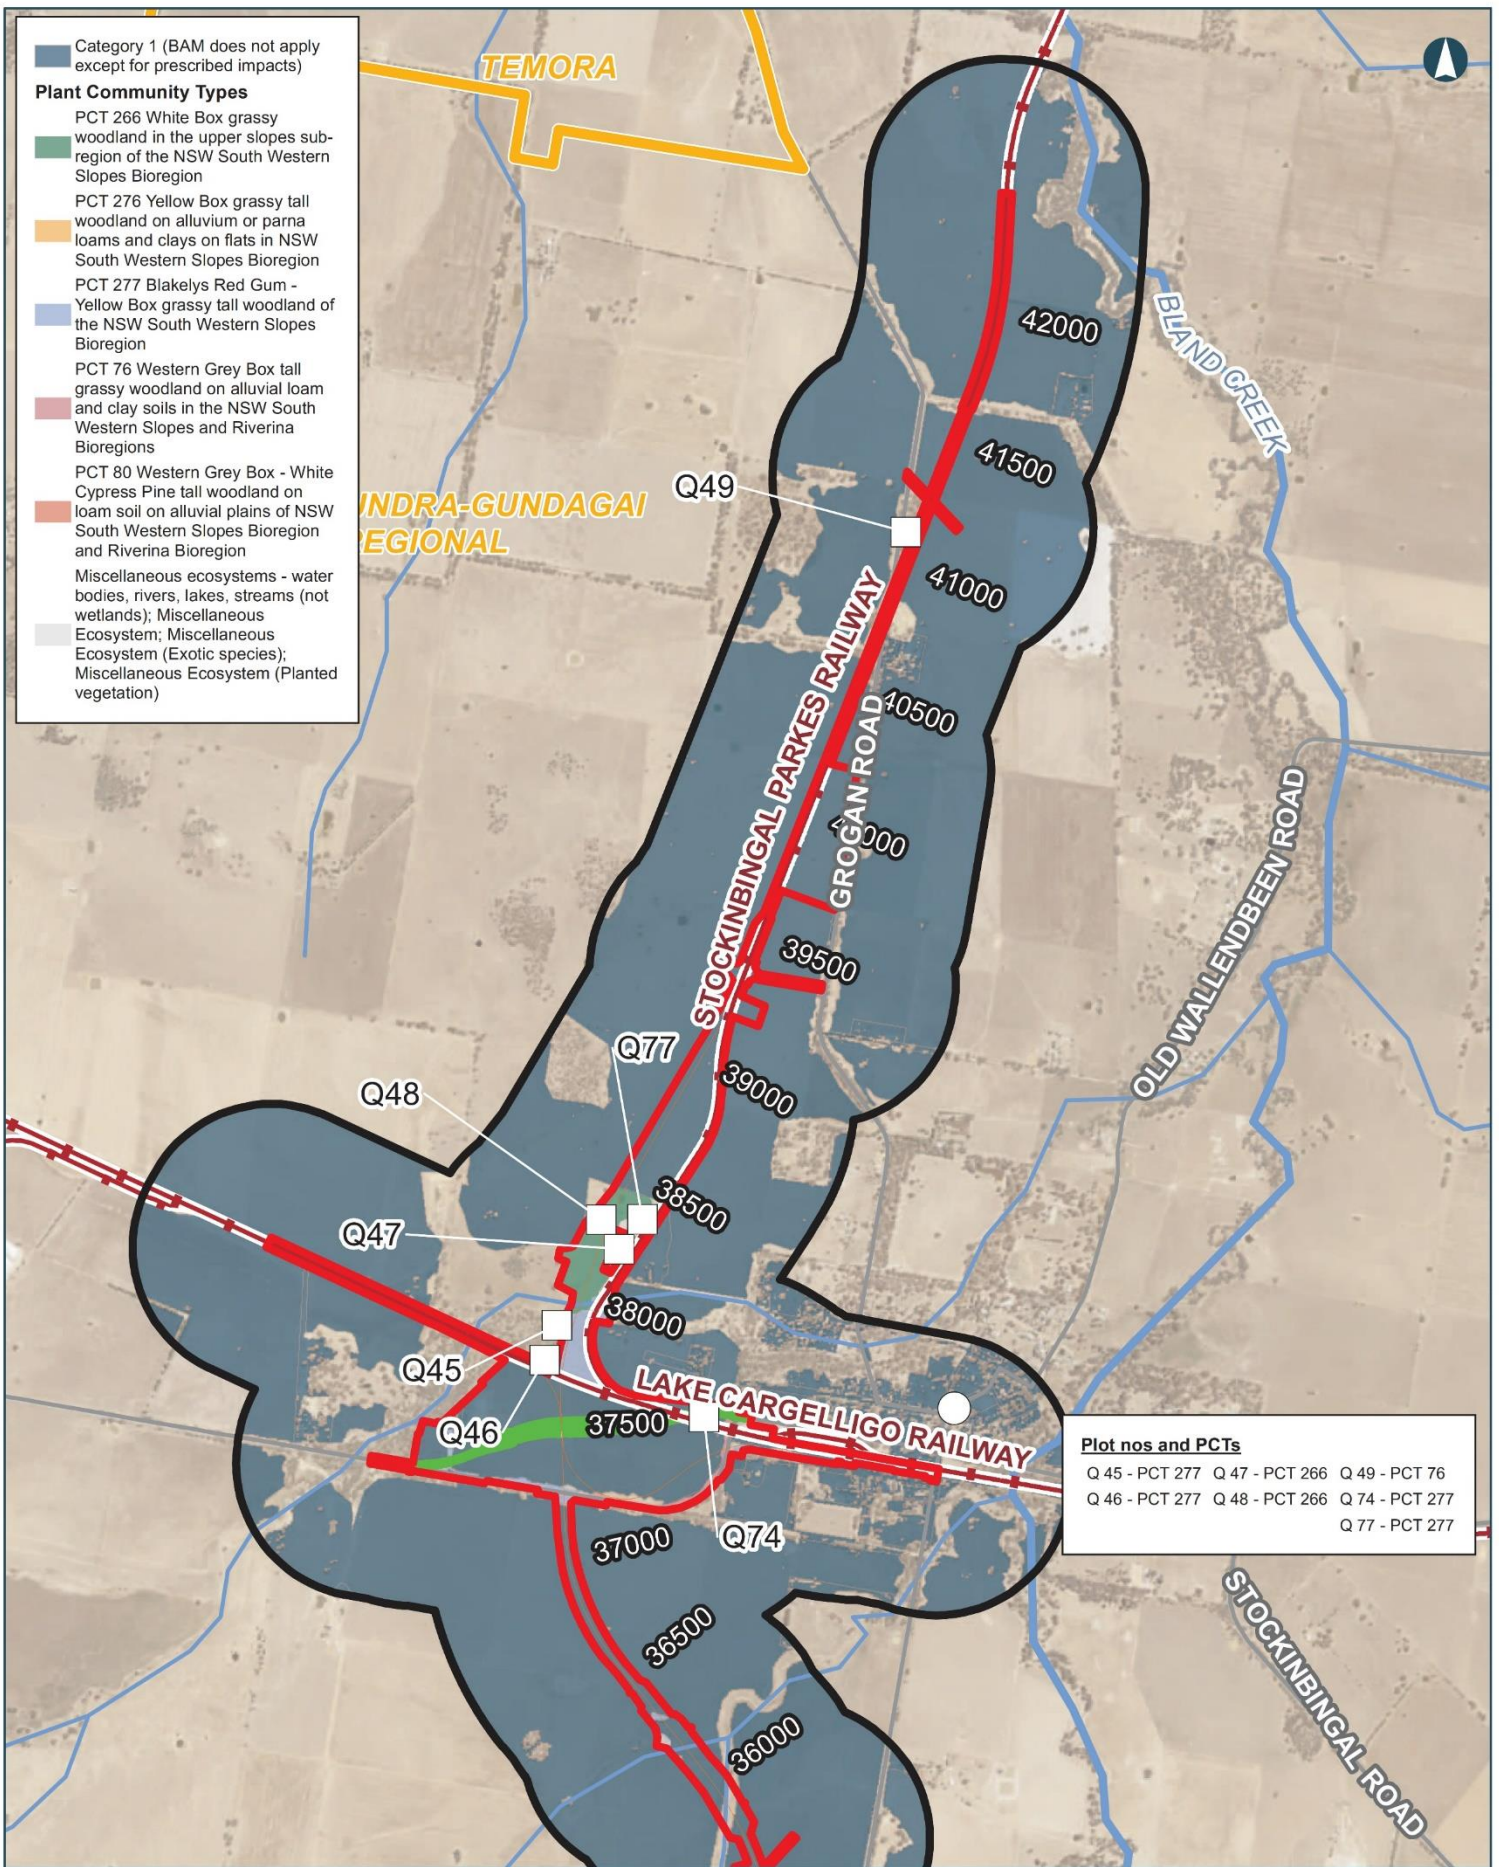 Category 1 (BAM does not apply
except for prescribed impacts)
Plant Community Types
PCT 266 White Box grassy
woodland in the upper slopes sub-
region of the NSW South Western
Slopes Bioregion
PCT 276 Yellow Box grassy tall
woodland on alluvium or parna
loams and clays on flats in NSW
South Western Slopes Bioregion
PCT 277 Blakelys Red Gum -
Yellow Box grassy tall woodland of
the NSW South Western Slopes
Bioregion
PCT 76 Western Grey Box tall
grassy woodland on alluvial loam
and clay soils in the NSW South
Western Slopes and Riverina
Bioregions
PCT 80 Western Grey Box - White
Cypress Pine tall woodland on
loam soil on alluvial plains of NSW
South Western Slopes Bioregion
and Riverina Bioregion
Miscellaneous ecosystems - water
bodies, rivers, lakes, streams (not
wetlands); Miscellaneous
Ecosystem; Miscellaneous
Ecosystem (Exotic species);
Miscellaneous Ecosystem (Planted
vegetation)
TEMORA
UNDRA-GUNDAGAI
REGIONAL
BLAND CREEK
42000
41500
Q49
41000
STOCKINBINGAL PARKES RAILWAY
40500
GROGAN ROAD
OLD WALLENDBEEN ROAD
39500
Q77
39000
Q48
38500
Q47
38000
Q45
LAKE CARGELLIGO RAILWAY
Q46
37500
Q74
37000
36500
36000
STOCKINBINGAL ROAD
Plot nos and PCTs
Q 45 - PCT 277 Q 47 - PCT 266 Q 49 - PCT 76
Q 46 - PCT 277 Q 48 - PCT 266 Q 74 - PCT 277
Q 77 - PCT 277